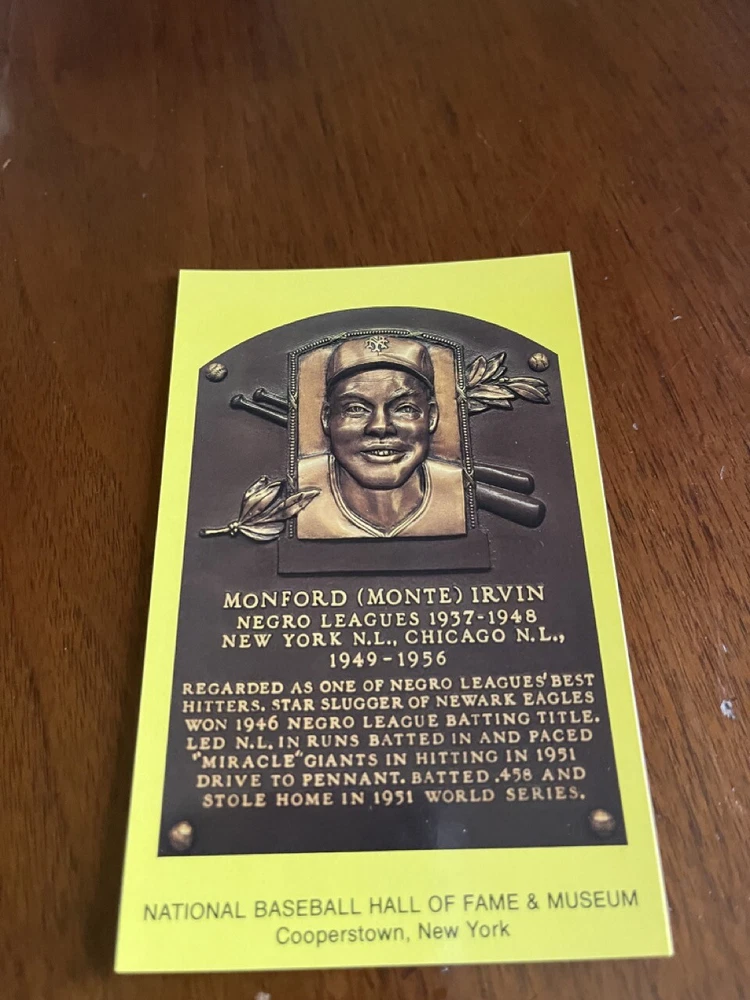 NY
MONFORD (MONTE) IRVIN
NEGRO LEAGUES 1937-1948
NEW YORK N.L., CHICAGO N.L.,
1949-1956
REGARDED AS ONE OF NEGRO LEAGUES' BEST
HITTERS. STAR SLUGGER OF NEWARK EAGLES
WON 1946 NEGRO LEAGUE BATTING TITLE.
LED N.L. IN RUNS BATTED IN AND PACED
"MIRACLE" GIANTS IN HITTING IN 1951
DRIVE TO PENNANT. BATTED .458 AND
STOLE HOME IN 1951 WORLD SERIES.
NATIONAL BASEBALL HALL OF FAME & MUSEUM
Cooperstown, New York